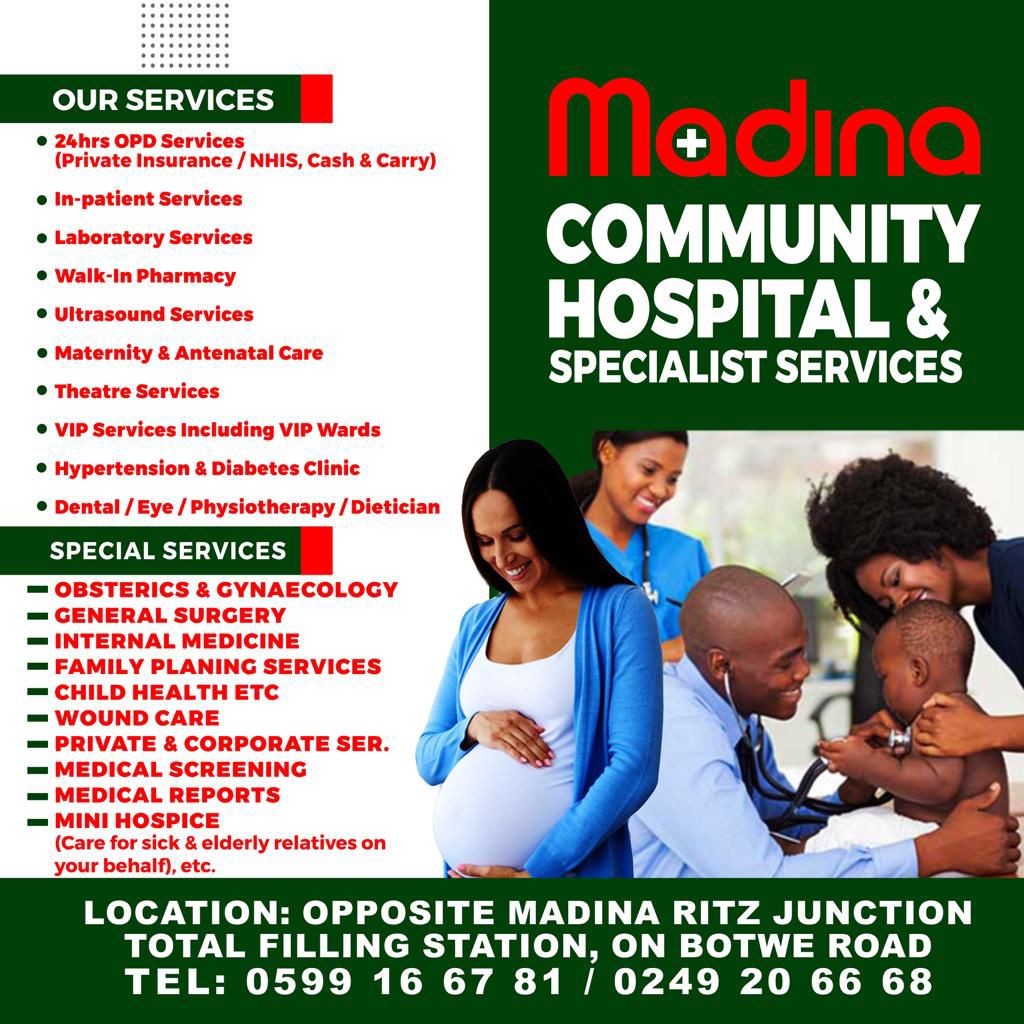 OUR SERVICES
24hrs OPD Services
(Private Insurance / NHIS, Cash & Carry)
In-patient Services
Laboratory Services
Walk-In Pharmacy
Ultrasound Services
Maternity & Antenatal Care
Theatre Services
VIP Services Including VIP Wards
Hypertension & Diabetes Clinic
Dental / Eye / Physiotherapy / Dietician
SPECIAL SERVICES
OBSTERICS & GYNAECOLOGY
GENERAL SURGERY
INTERNAL MEDICINE
FAMILY PLANING SERVICES
CHILD HEALTH ETC
WOUND CARE
PRIVATE & CORPORATE SER.
MEDICAL SCREENING
MEDICAL REPORTS
MINI HOSPICE
(Care for sick & elderly relatives on
your behalf), etc.
Madina
COMMUNITY
HOSPITAL &
SPECIALIST SERVICES
LOCATION: OPPOSITE MADINA RITZ JUNCTION
TOTAL FILLING STATION, ON BOTWE ROAD
TEL: 0599 16 67 81 / 0249 20 66 68